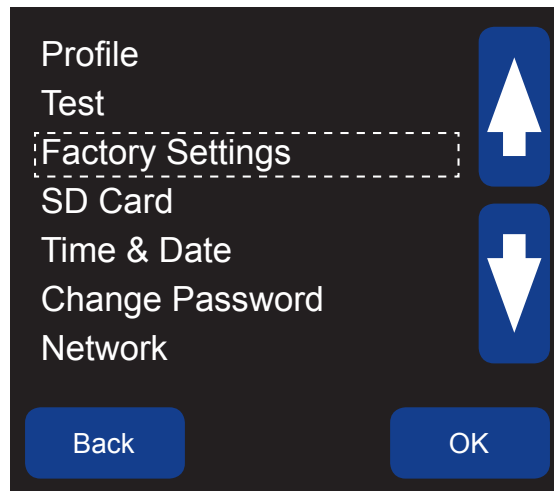 Profile
Test
Factory Settings
SD Card
Time & Date
Change Password
Network
Back
OK